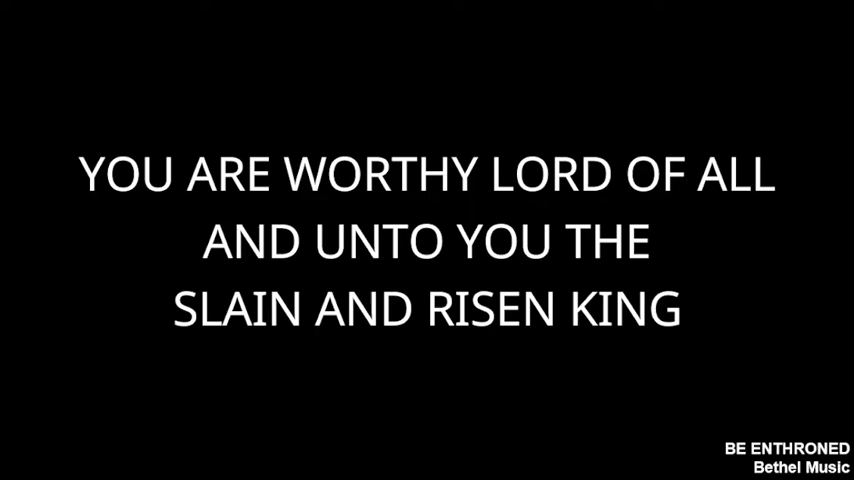 YOU ARE WORTHY LORD OF ALL
AND UNTO YOU THE
SLAIN AND RISEN KING
BE ENTHRONED
Bethel Music